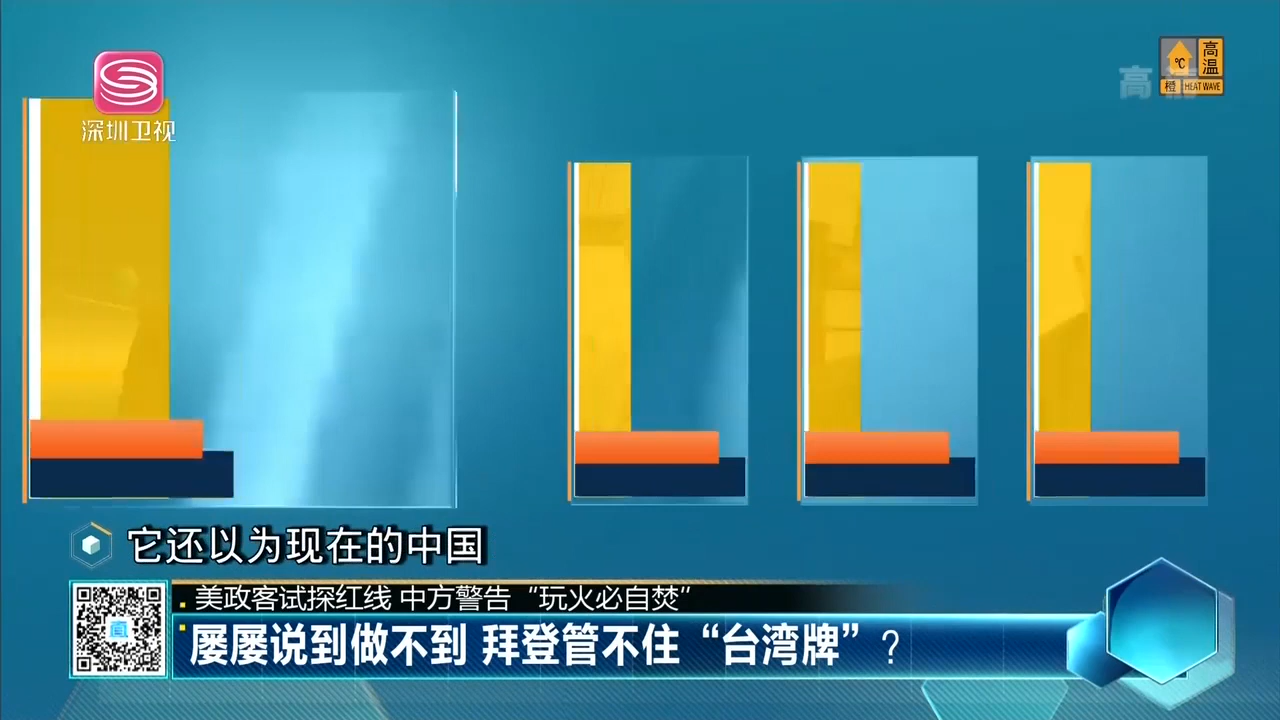 深圳卫视
高温
℃
橙 HEAT WAVE
高清
它还以为现在的中国
美政客试探红线 中方警告“玩火必自焚”
屡屡说到做不到 拜登管不住“台湾牌”?